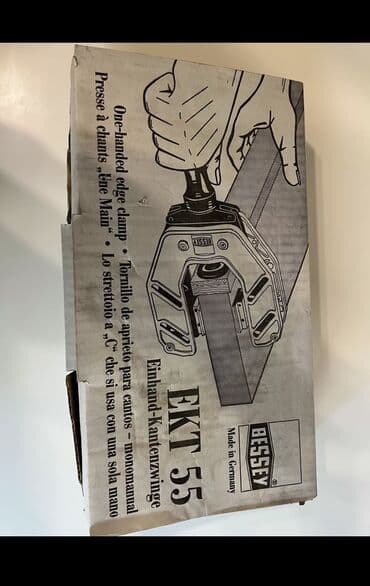 BESSEY®
Made in Germany
EKT 55
Einhand-Kantenzwinge
One-handed edge clamp • Tornillo de aprieto para cantos – monomanual
Presse à chants „Une Main“ • Lo strettoio a „C“ che si usa con una sola mano
BESSEY